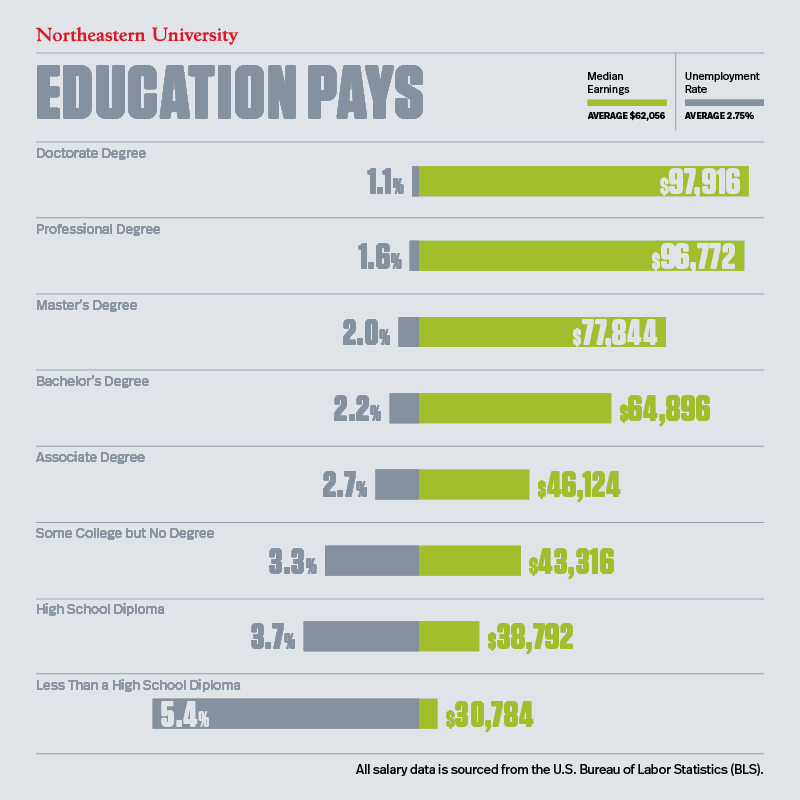 Northeastern University
EDUCATION PAYS
Median
Earnings
AVERAGE $62,056
Unemployment
Rate
AVERAGE 2.75%
Doctorate Degree
1.1% $97,916
Professional Degree
1.6% $96,772
Master's Degree
2.0% $77,844
Bachelor's Degree
2.2% $64,896
Associate Degree
2.7% $46,124
Some College but No Degree
3.3% $43,316
High School Diploma
3.7% $38,792
Less Than a High School Diploma
5.4% $30,784
All salary data is sourced from the U.S. Bureau of Labor Statistics (BLS).